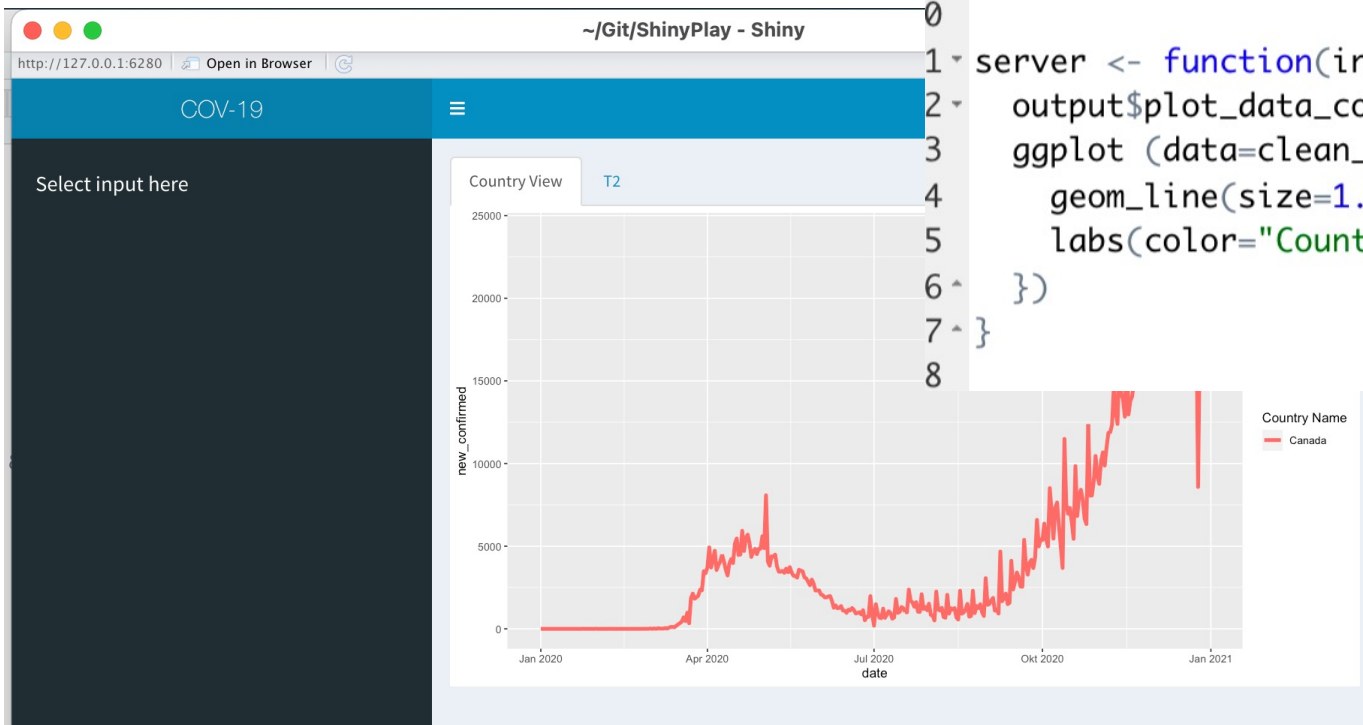 ~/Git/ShinyPlay - Shiny
http://127.0.0.1:6280 Open in Browser
COV-19
Select input here
Country View T2
25000
20000
15000
10000
5000
0
new_confirmed
Jan 2020 Apr 2020 Jul 2020 Okt 2020 Jan 2021
date
Country Name
Canada
0
1 server <- function(
2 output$plot_data_
3 ggplot (data=clean_
4 geom_line(size=1.
5 labs(color="Count
6 })
7 }
8